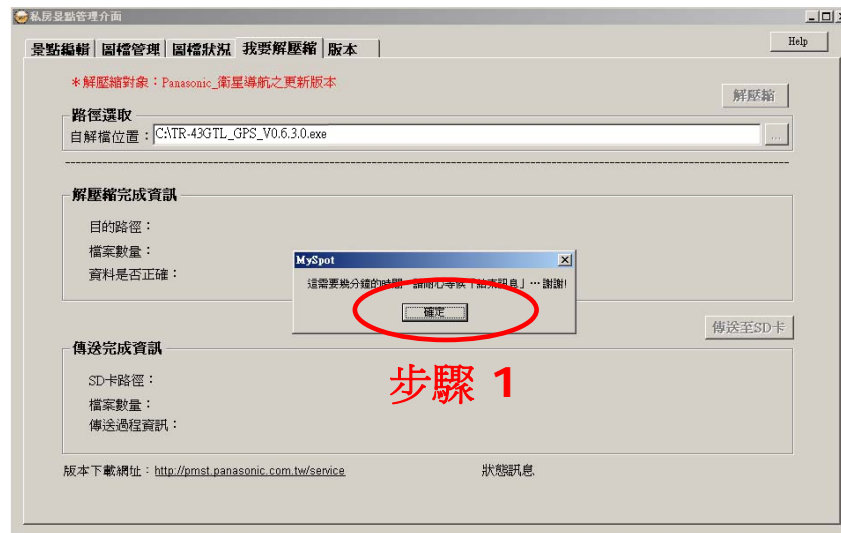 私房景點管理介面
景點編輯 圖檔管理 圖檔狀況 我要解壓縮 版本
Help
＊解壓縮對象：Panasonic_衛星導航之更新版本
解壓縮
路徑選取
自解檔位置：C:\TR-43GTL_GPS_V0.6.3.0.exe
...
解壓縮完成資訊
目的路徑：
檔案數量：
資料是否正確：
MySpot
這需要幾分鐘的時間，請耐心等候「結束訊息」…謝謝!
確定
傳送至SD卡
傳送完成資訊
步驟 1
SD卡路徑：
檔案數量：
傳送過程資訊：
版本下載網址：http://pmst.panasonic.com.tw/service
狀態訊息